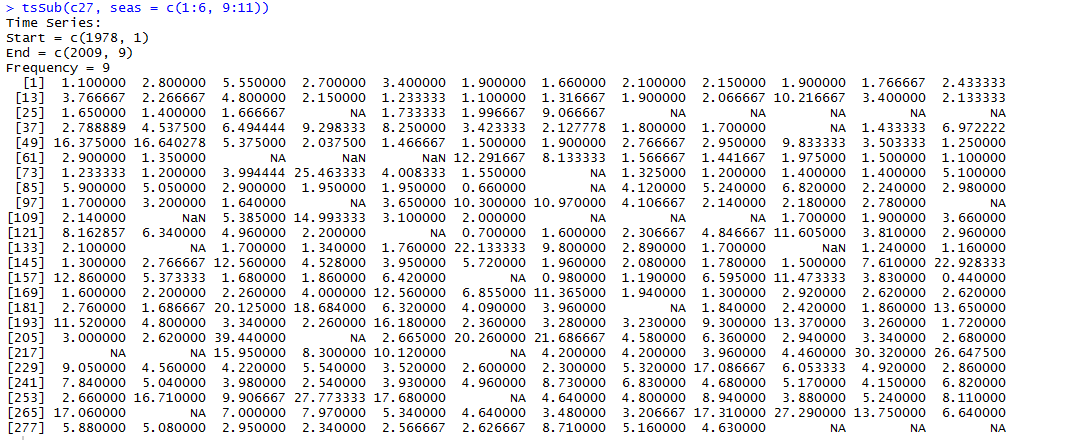 > tsSub(c27, seas = c(1:6, 9:11))
Time Series:
Start = c(1978, 1)
End = c(2009, 9)
Frequency = 9
[1] 1.100000 2.800000 5.550000 2.700000 3.400000 1.900000 1.660000 2.100000 2.150000 1.900000 1.766667 2.433333
[13] 3.766667 2.266667 4.800000 2.150000 1.233333 1.100000 1.316667 1.900000 2.066667 10.216667 3.400000 2.133333
[25] 1.650000 1.400000 1.666667 NA 1.733333 1.996667 9.066667 NA NA NA NA NA
[37] 2.788889 4.537500 6.494444 9.298333 8.250000 3.423333 2.127778 1.800000 1.700000 NA 1.433333 6.972222
[49] 16.375000 16.640278 5.375000 2.037500 1.466667 1.500000 1.900000 2.766667 2.950000 9.833333 3.503333 1.250000
[61] 2.900000 1.350000 NA NaN NaN 12.291667 8.133333 1.566667 1.441667 1.975000 1.500000 1.100000
[73] 1.233333 1.200000 3.994444 25.463333 4.008333 1.550000 NA 1.325000 1.200000 1.400000 1.400000 5.100000
[85] 5.900000 5.050000 2.900000 1.950000 1.950000 0.660000 NA 4.120000 5.240000 6.820000 2.240000 2.980000
[97] 1.700000 3.200000 1.640000 NA 3.650000 10.300000 10.970000 4.106667 2.140000 2.180000 2.780000 NA
[109] 2.140000 NaN 5.385000 14.993333 3.100000 2.000000 NA NA NA 1.700000 1.900000 3.660000
[121] 8.162857 6.340000 4.960000 2.200000 NA 0.700000 1.600000 2.306667 4.846667 11.605000 3.810000 2.960000
[133] 2.100000 NA 1.700000 1.340000 1.760000 22.133333 9.800000 2.890000 1.700000 NaN 1.240000 1.160000
[145] 1.300000 2.766667 12.560000 4.528000 3.950000 5.720000 1.960000 2.080000 1.780000 1.500000 7.610000 22.928333
[157] 12.860000 5.373333 1.680000 1.860000 6.420000 NA 0.980000 1.190000 6.595000 11.473333 3.830000 0.440000
[169] 1.600000 2.200000 2.260000 4.000000 12.560000 6.855000 11.365000 1.940000 1.300000 2.920000 2.620000 2.620000
[181] 2.760000 1.686667 20.125000 18.684000 6.320000 4.090000 3.960000 NA 1.840000 2.420000 1.860000 13.650000
[193] 11.520000 4.800000 3.340000 2.260000 16.180000 2.360000 3.280000 3.230000 9.300000 13.370000 3.260000 1.720000
[205] 3.000000 2.620000 39.440000 NA 2.665000 20.260000 21.686667 4.580000 6.360000 2.940000 3.340000 2.680000
[217] NA NA 15.950000 8.300000 10.120000 NA 4.200000 4.200000 3.960000 4.460000 30.320000 26.647500
[229] 9.050000 4.560000 4.220000 5.540000 3.520000 2.600000 2.300000 5.320000 17.086667 6.053333 4.920000 2.860000
[241] 7.840000 5.040000 3.980000 2.540000 3.930000 4.960000 8.730000 6.830000 4.680000 5.170000 4.150000 6.820000
[253] 2.660000 16.710000 9.906667 27.773333 17.680000 NA 4.640000 4.800000 8.940000 3.880000 5.240000 8.110000
[265] 17.060000 NA 7.000000 7.970000 5.340000 4.640000 3.480000 3.206667 17.310000 27.290000 13.750000 6.640000
[277] 5.880000 5.080000 2.950000 2.340000 2.566667 2.626667 8.710000 5.160000 4.630000 NA NA NA